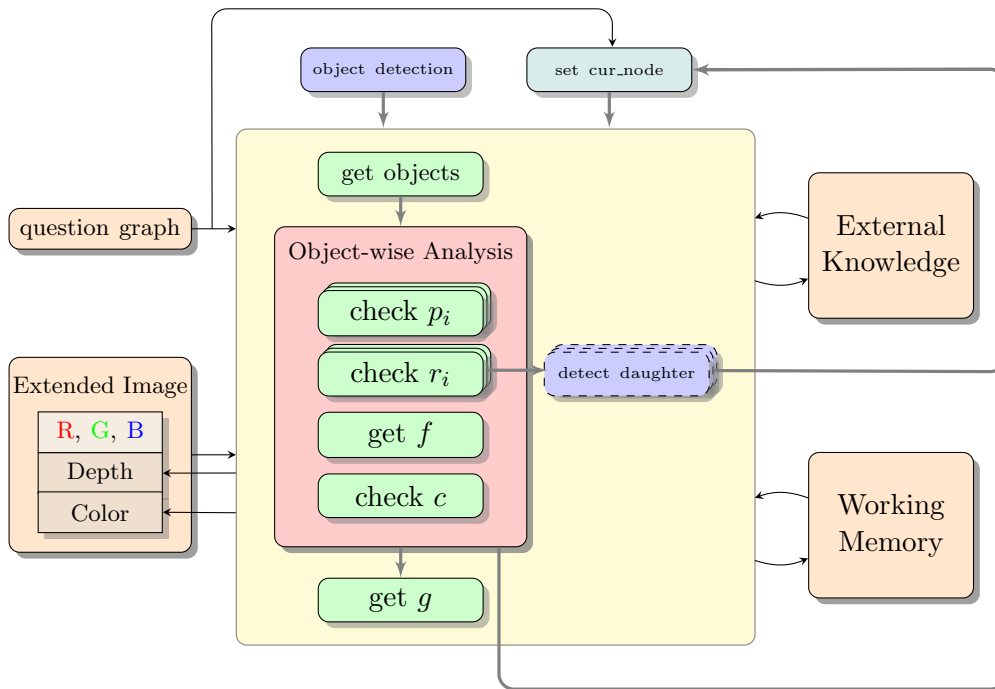 object detection
set cur_node
get objects
question graph
Object-wise Analysis
External
Knowledge
check p_i
check r_i
detect daughter
Extended Image
R, G, B
get f
Depth
check c
Color
Working
Memory
get g